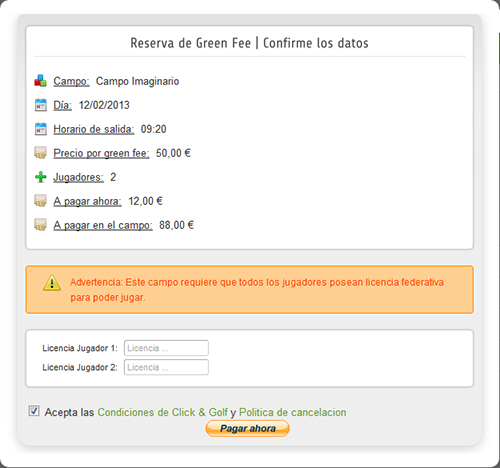 Reserva de Green Fee | Confirme los datos
Campo: Campo Imaginario
Día: 12/02/2013
Horario de salida: 09:20
Precio por green fee: 50,00 €
Jugadores: 2
A pagar ahora: 12,00 €
A pagar en el campo: 88,00 €
Advertencia: Este campo requiere que todos los jugadores posean licencia federativa
para poder jugar.
Licencia Jugador 1: Licencia ...
Licencia Jugador 2: Licencia ...
Acepta las Condiciones de Click & Golf y Politica de cancelacion
Pagar ahora